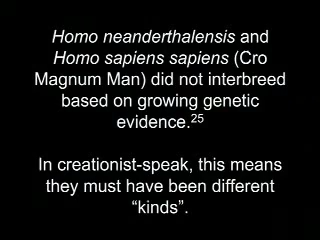 Homo neanderthalensis and
Homo sapiens sapiens (Cro
Magnum Man) did not interbreed
based on growing genetic
evidence.25
In creationist-speak, this means
they must have been different
“kinds”.